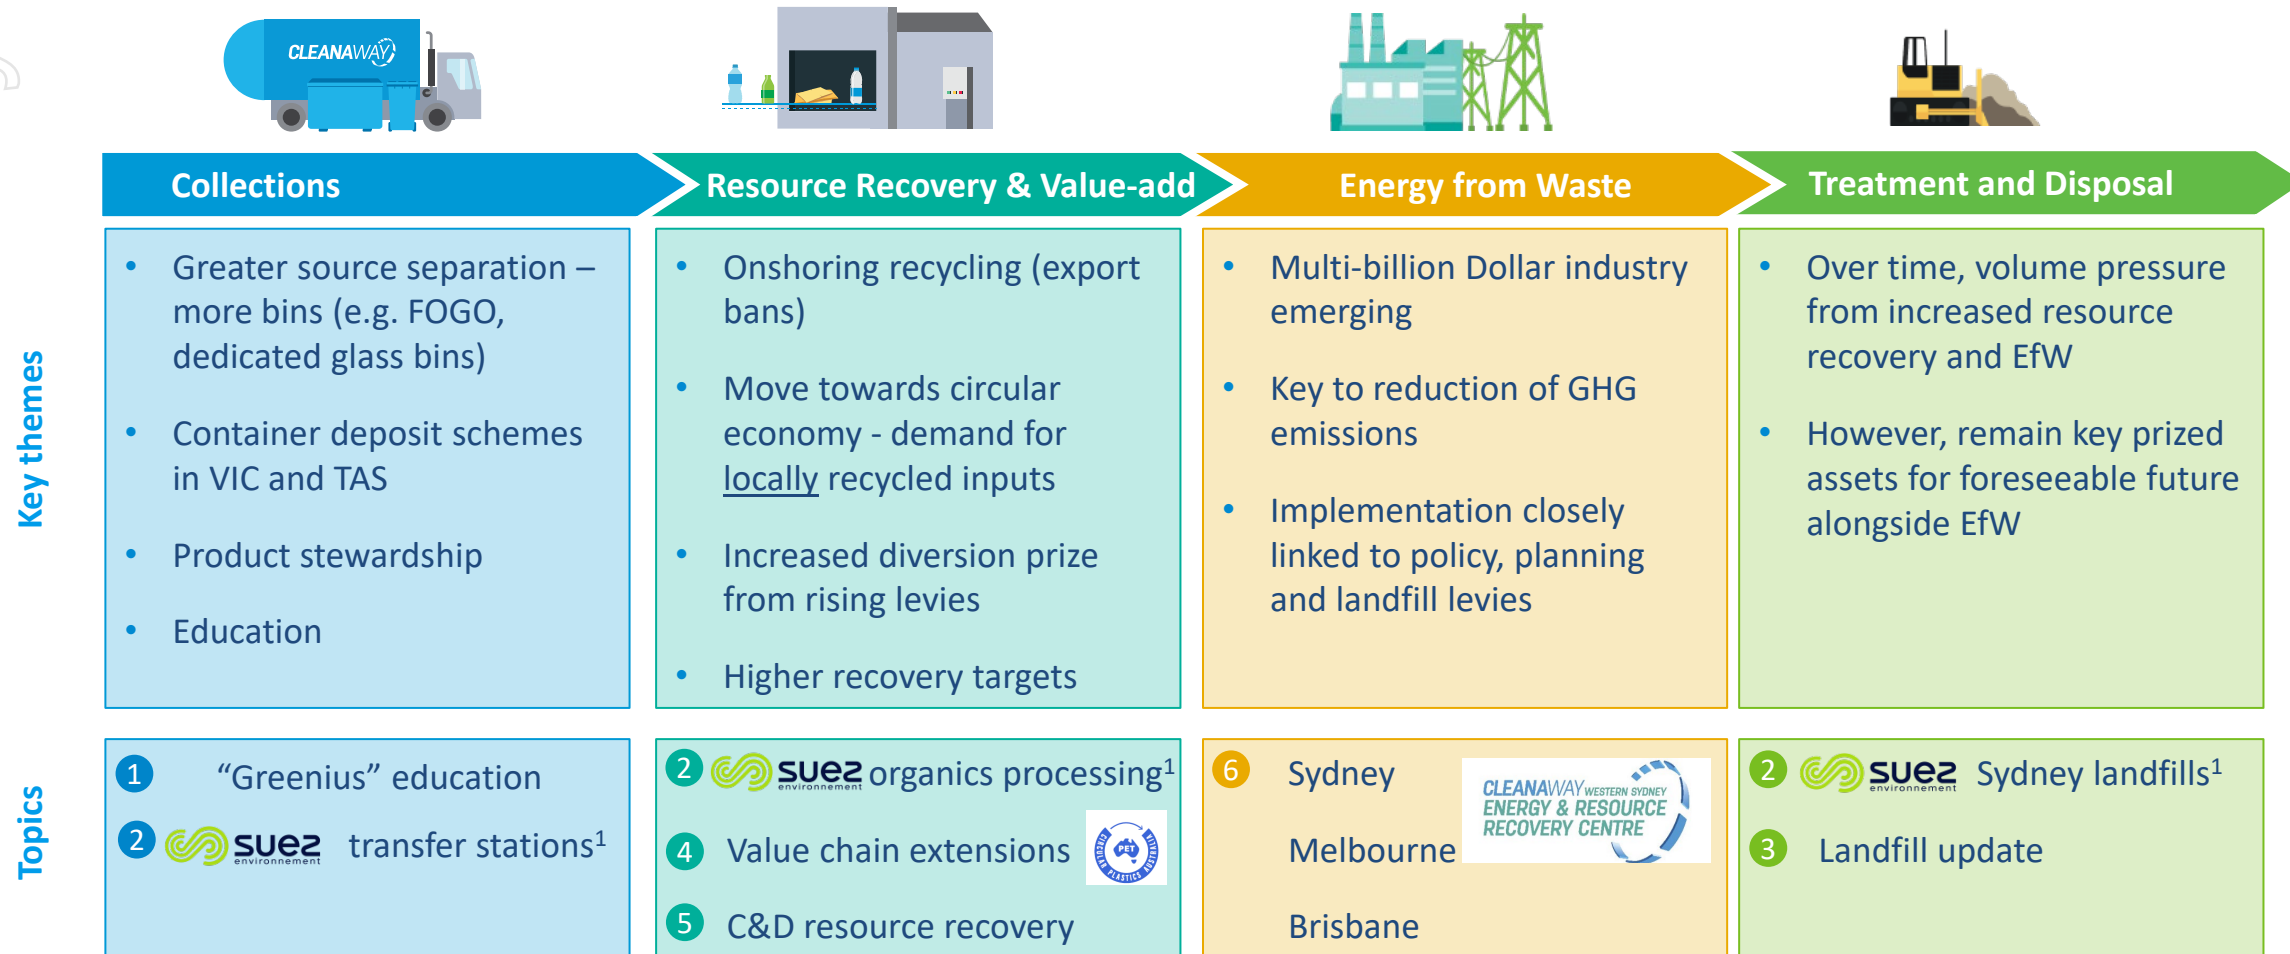 CLEANAWAY
Collections
Resource Recovery & Value-add
Energy from Waste
Treatment and Disposal
Key themes
• Greater source separation –
more bins (e.g. FOGO,
dedicated glass bins)
• Container deposit schemes
in VIC and TAS
• Product stewardship
• Education
• Onshoring recycling (export
bans)
• Move towards circular
economy - demand for
locally recycled inputs
• Increased diversion prize
from rising levies
• Higher recovery targets
• Multi-billion Dollar industry
emerging
• Key to reduction of GHG
emissions
• Implementation closely
linked to policy, planning
and landfill levies
• Over time, volume pressure
from increased resource
recovery and EfW
• However, remain key prized
assets for foreseeable future
alongside EfW
Topics
1 “Greenius” education
2 suez environnement transfer stations¹
2 suez environnement organics processing¹
4 Value chain extensions
CIRCULAR PLASTICS AUSTRALIA
PET
5 C&D resource recovery
6 Sydney
Melbourne
Brisbane
CLEANAWAY WESTERN SYDNEY
ENERGY & RESOURCE
RECOVERY CENTRE
2 suez environnement Sydney landfills¹
3 Landfill update